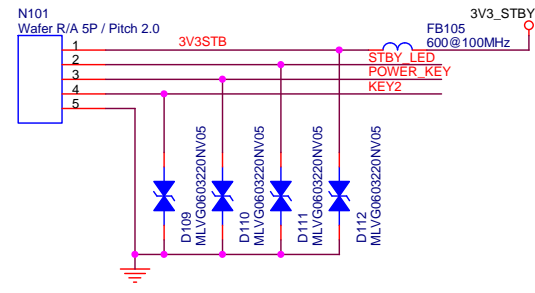 N101
Wafer R/A 5P / Pitch 2.0
3V3_STBY
FB105
600@100MHz
1
3V3STB
2
STBY_LED
3
POWER_KEY
4
KEY2
5
D109
MLVG0603220NV05
D110
MLVG0603220NV05
D111
MLVG0603220NV05
D112
MLVG0603220NV05